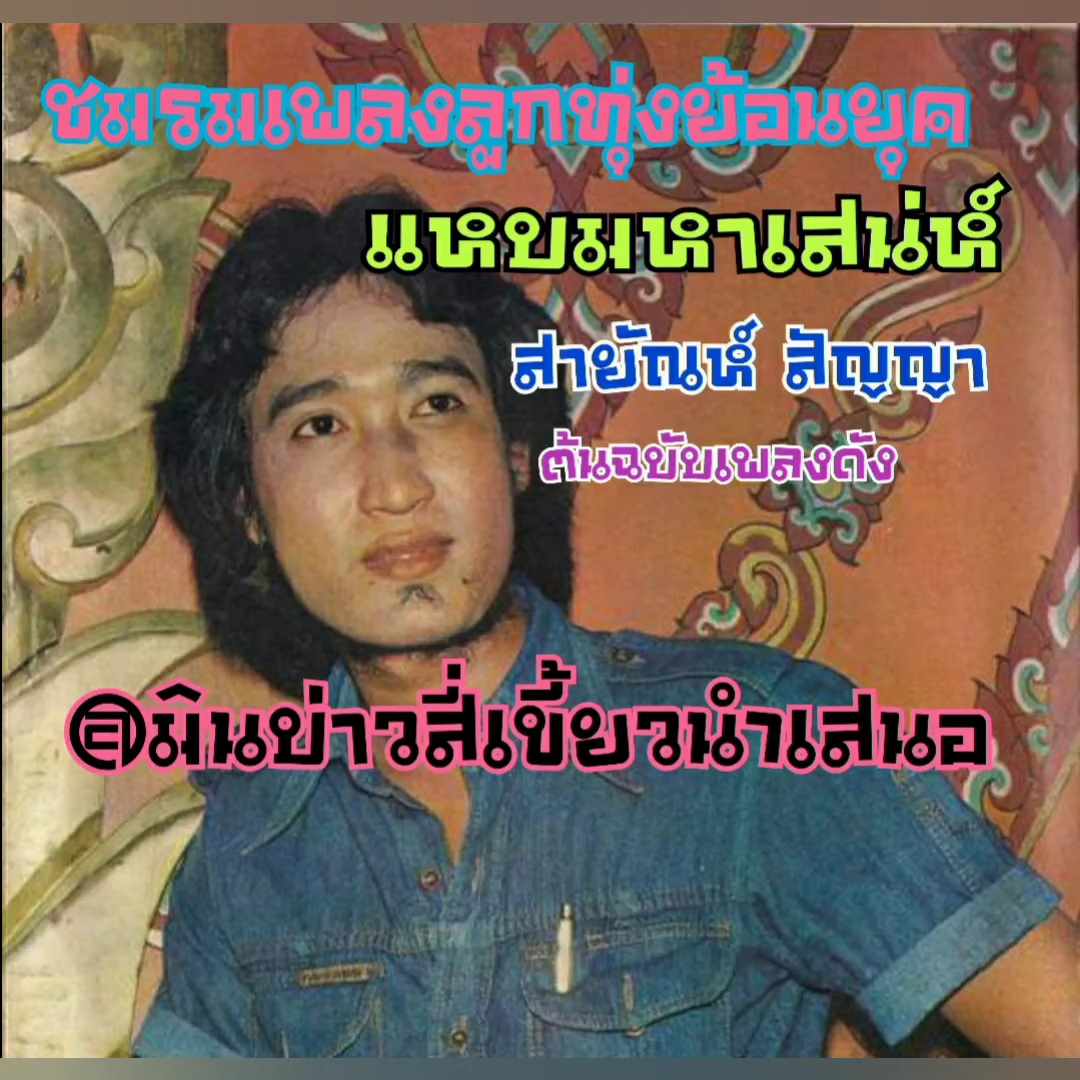 ชมรมเพลงลูกทุ่งย้อนยุค
แหบมหาเสน่ห์
สายัณห์ สัญญา
ต้นฉบับเพลงดัง
@มินข่าวสี่เขี้ยวนำเสนอ